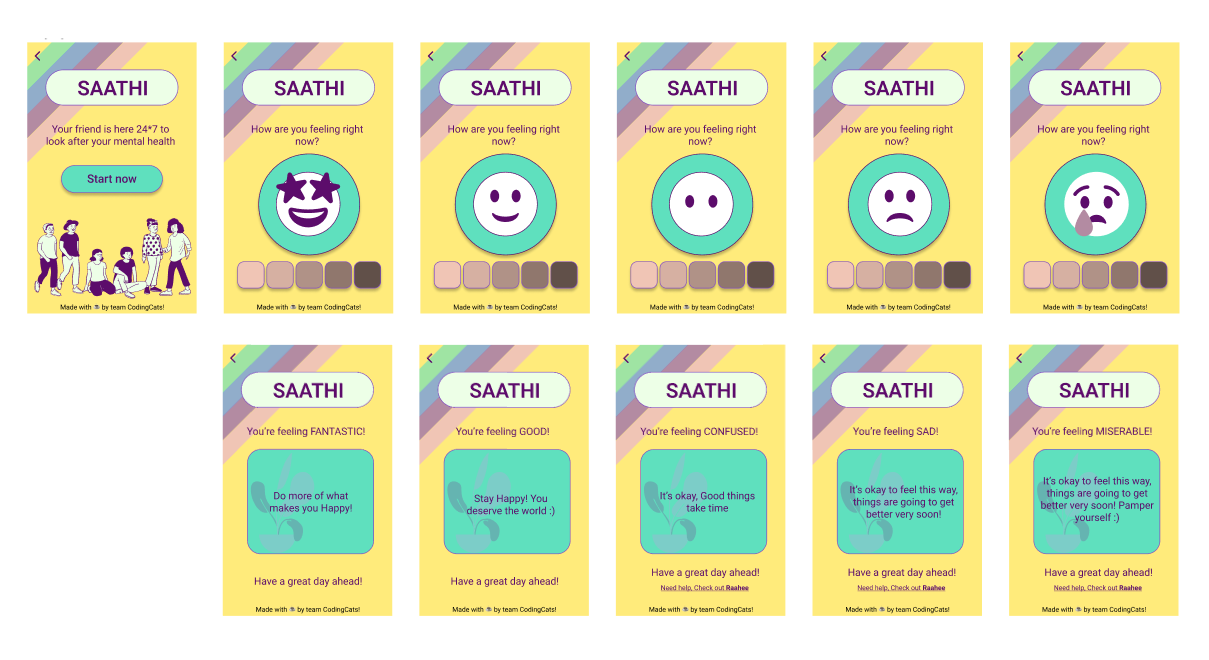 SAATHI
Your friend is here 24*7 to
look after your mental health
Start now
Made with by team CodingCats!
SAATHI
How are you feeling right
now?
Made with by team CodingCats!
SAATHI
How are you feeling right
now?
Made with by team CodingCats!
SAATHI
How are you feeling right
now?
Made with by team CodingCats!
SAATHI
How are you feeling right
now?
Made with by team CodingCats!
SAATHI
How are you feeling right
now?
Made with by team CodingCats!
SAATHI
You're feeling FANTASTIC!
Do more of what
makes you Happy!
Have a great day ahead!
Made with by team CodingCats!
SAATHI
You're feeling GOOD!
Stay Happy! You
deserve the world :)
Have a great day ahead!
Made with by team CodingCats!
SAATHI
You're feeling CONFUSED!
It's okay, Good things
take time
Have a great day ahead!
Need help, Check out Raahee
Made with by team CodingCats!
SAATHI
You're feeling SAD!
It's okay to feel this way,
things are going to get
better very soon!
Have a great day ahead!
Need help, Check out Raahee
Made with by team CodingCats!
SAATHI
You're feeling MISERABLE!
It's okay to feel this way,
things are going to get
better very soon! Pamper
yourself :)
Have a great day ahead!
Need help, Check out Raahee
Made with by team CodingCats!